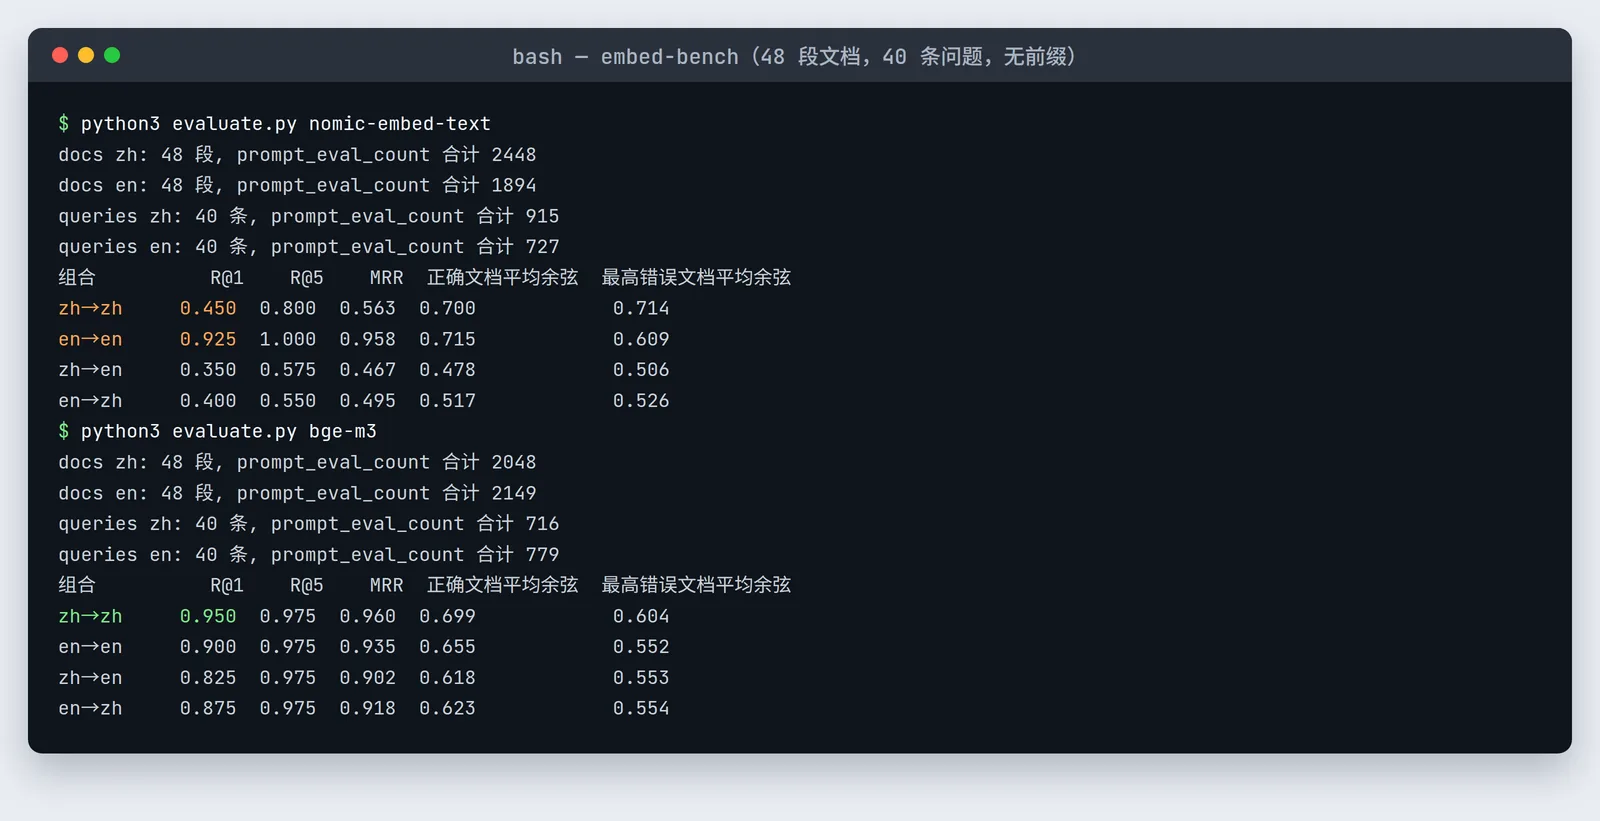 bash — embed-bench（48 段文档，40 条问题，无前缀）
$ python3 evaluate.py nomic-embed-text
docs zh: 48 段, prompt_eval_count 合计 2448
docs en: 48 段, prompt_eval_count 合计 1894
queries zh: 40 条, prompt_eval_count 合计 915
queries en: 40 条, prompt_eval_count 合计 727
组合 R@1 R@5 MRR 正确文档平均余弦 最高错误文档平均余弦
zh→zh 0.450 0.800 0.563 0.700 0.714
en→en 0.925 1.000 0.958 0.715 0.609
zh→en 0.350 0.575 0.467 0.478 0.506
en→zh 0.400 0.550 0.495 0.517 0.526
$ python3 evaluate.py bge-m3
docs zh: 48 段, prompt_eval_count 合计 2048
docs en: 48 段, prompt_eval_count 合计 2149
queries zh: 40 条, prompt_eval_count 合计 716
queries en: 40 条, prompt_eval_count 合计 779
组合 R@1 R@5 MRR 正确文档平均余弦 最高错误文档平均余弦
zh→zh 0.950 0.975 0.960 0.699 0.604
en→en 0.900 0.975 0.935 0.655 0.552
zh→en 0.825 0.975 0.902 0.618 0.553
en→zh 0.875 0.975 0.918 0.623 0.554